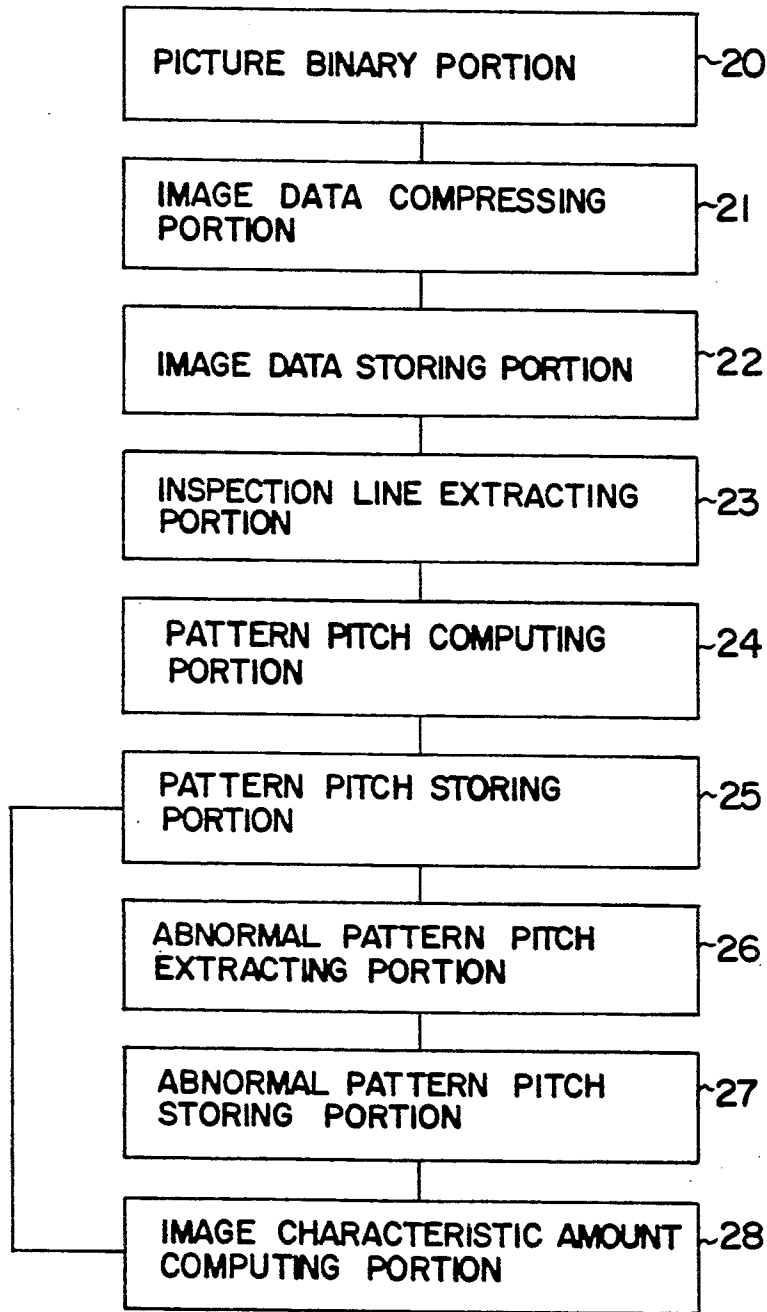 PICTURE BINARY PORTION
20
IMAGE DATA COMPRESSING
PORTION
21
IMAGE DATA STORING PORTION
22
INSPECTION LINE EXTRACTING
PORTION
23
PATTERN PITCH COMPUTING
PORTION
24
PATTERN PITCH STORING
PORTION
25
ABNORMAL PATTERN PITCH
EXTRACTING PORTION
26
ABNORMAL PATTERN PITCH
STORING PORTION
27
IMAGE CHARACTERISTIC AMOUNT
COMPUTING PORTION
28